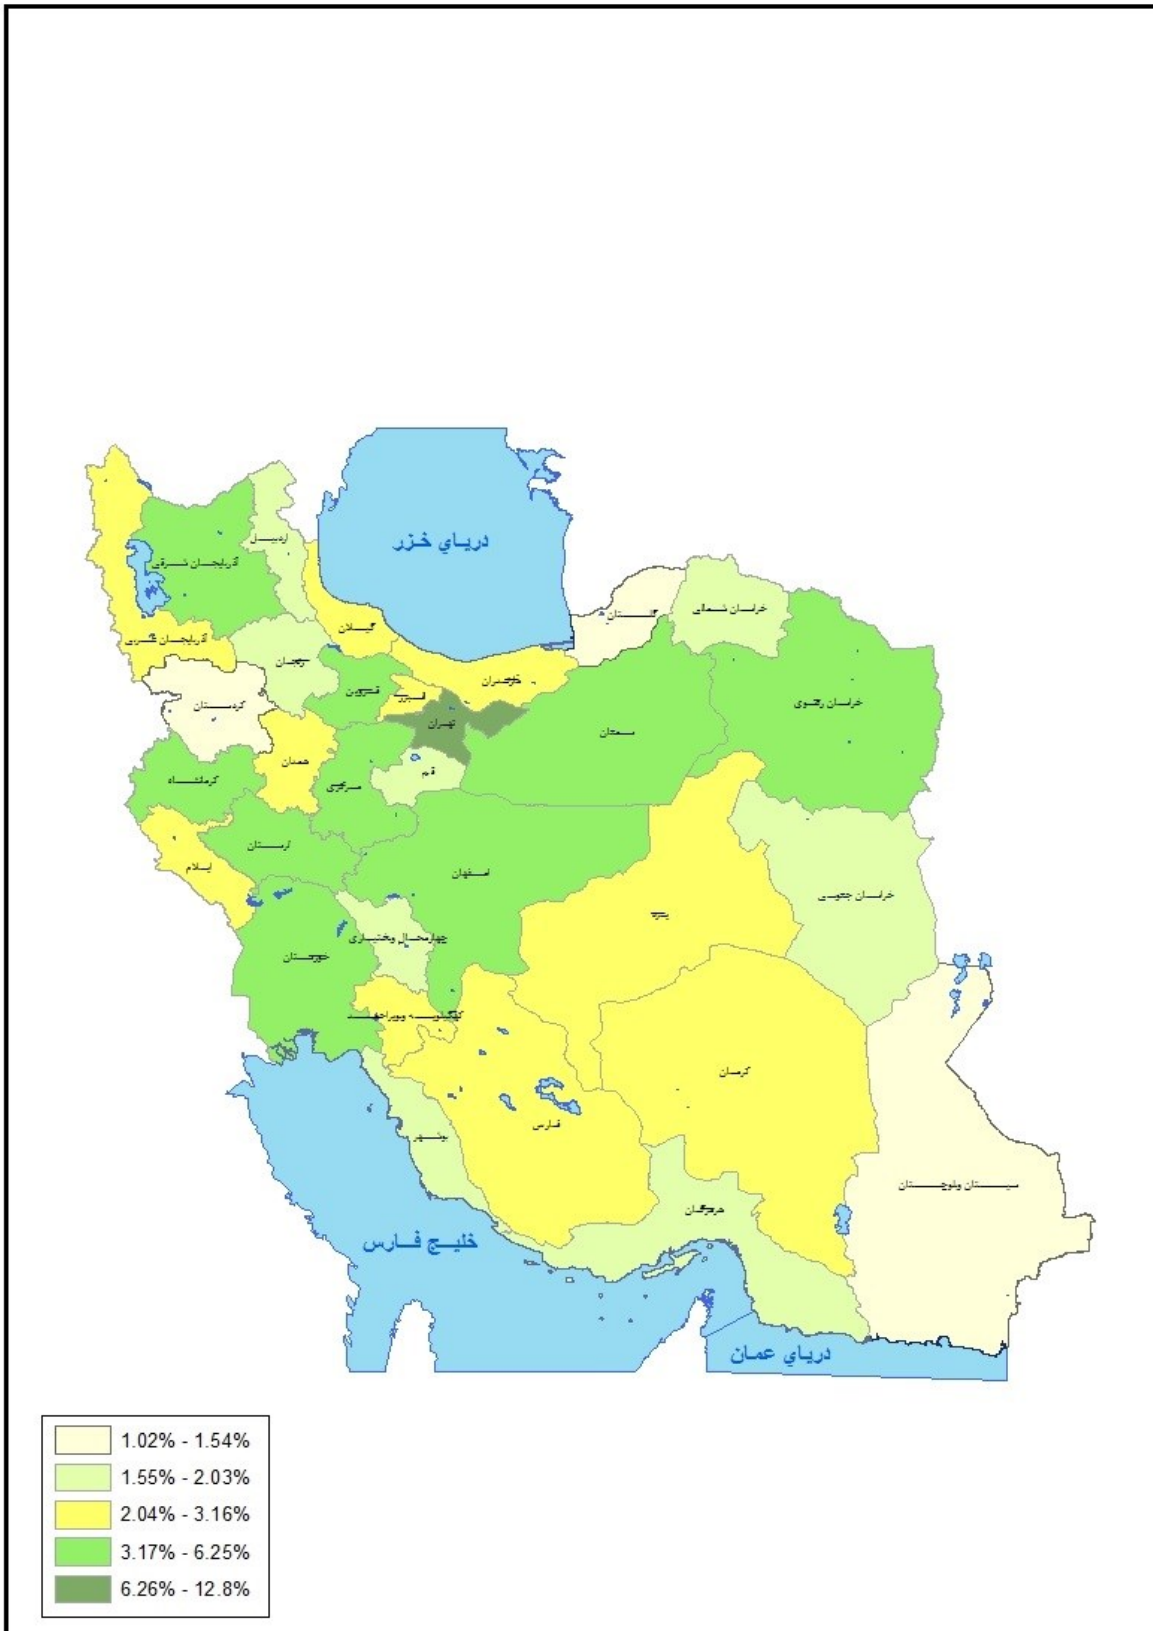 دریاي خزر
اردبیل
آذربایجان شرقی
گیلان
گلستان
خراسان شمالی
آذربایجان غربی
زنجان
مازندران
قزوین
البرز
خراسان رضوی
کردستان
تهران
سمنان
همدان
قم
کرمانشاه
مرکزی
لرستان
ایلام
اصفهان
خراسان جنوبی
یزد
چهارمحال وبختیاری
خوزستان
کهگیلویه وبویراحمد
کرمان
فارس
بوشهر
سیستان وبلوچستان
هرمزگان
خلیج فارس
دریاي عمان
1.02% - 1.54%
1.55% - 2.03%
2.04% - 3.16%
3.17% - 6.25%
6.26% - 12.8%